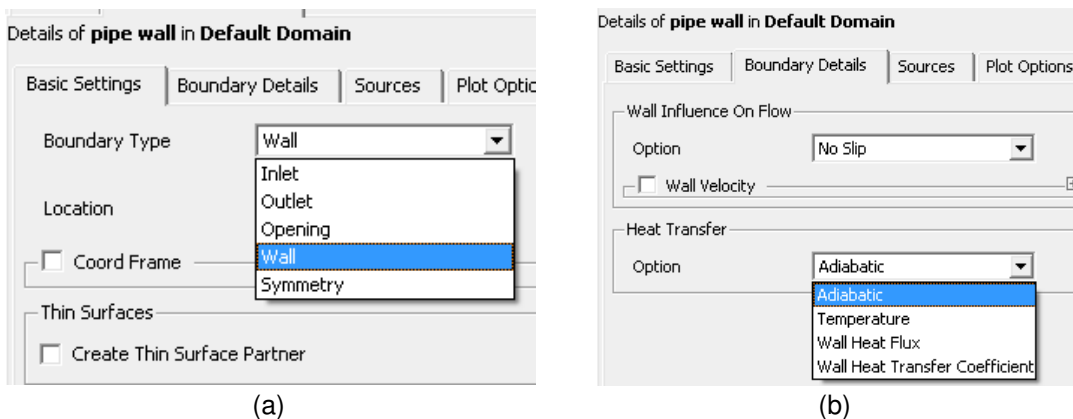 Details of pipe wall in Default Domain
Basic Settings Boundary Details Sources Plot Optic
Boundary Type Wall
Inlet
Outlet
Location
Opening
Wall
Coord Frame
Symmetry
Thin Surfaces
Create Thin Surface Partner
(a)
Details of pipe wall in Default Domain
Basic Settings Boundary Details Sources Plot Options
Wall Influence On Flow
Option No Slip
Wall Velocity
Heat Transfer
Option Adiabatic
Adiabatic
Temperature
Wall Heat Flux
Wall Heat Transfer Coefficient
(b)